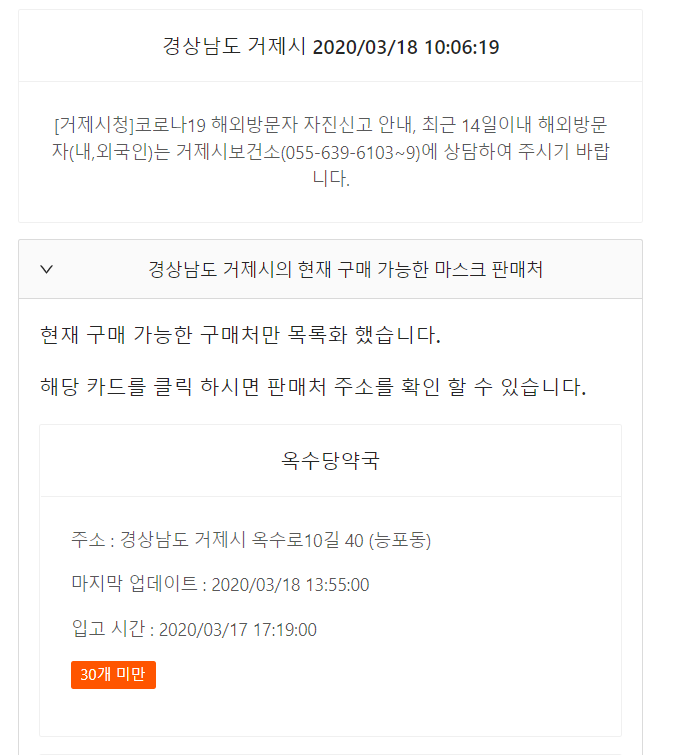 경상남도 거제시 2020/03/18 10:06:19
[거제시청]코로나19 해외방문자 자진신고 안내, 최근 14일이내 해외방문
자(내,외국인)는 거제시보건소(055-639-6103~9)에 상담하여 주시기 바랍
니다.
경상남도 거제시의 현재 구매 가능한 마스크 판매처
현재 구매 가능한 구매처만 목록화 했습니다.
해당 카드를 클릭 하시면 판매처 주소를 확인 할 수 있습니다.
옥수당약국
주소 : 경상남도 거제시 옥수로10길 40 (능포동)
마지막 업데이트 : 2020/03/18 13:55:00
입고 시간 : 2020/03/17 17:19:00
30개 미만